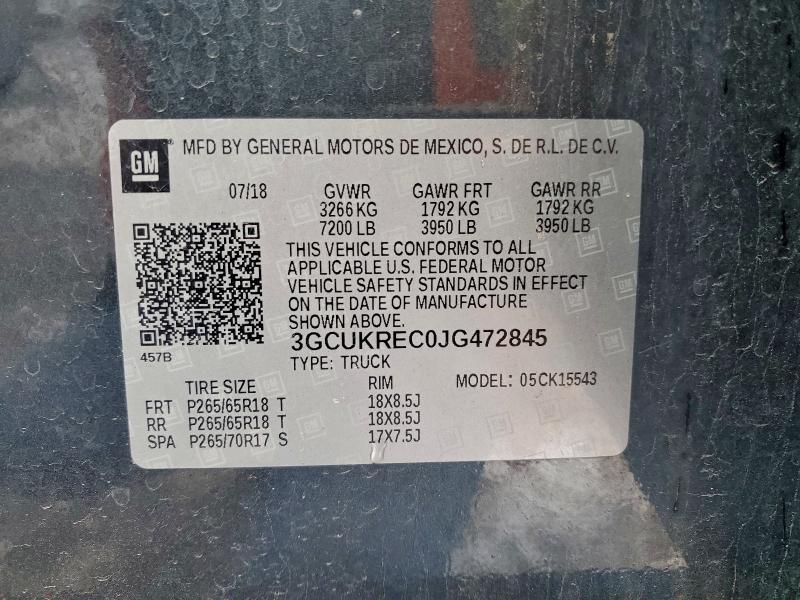 GM
MFD BY GENERAL MOTORS DE MEXICO, S. DE R.L. DE C.V.
07/18 GVWR GAWR FRT GAWR RR
3266 KG 1792 KG 1792 KG
7200 LB 3950 LB 3950 LB
THIS VEHICLE CONFORMS TO ALL
APPLICABLE U.S. FEDERAL MOTOR
VEHICLE SAFETY STANDARDS IN EFFECT
ON THE DATE OF MANUFACTURE
SHOWN ABOVE.
3GCUKREC0JG472845
457B
TYPE: TRUCK
TIRE SIZE RIM MODEL: 05CK15543
FRT P265/65R18 T 18X8.5J
RR P265/65R18 T 18X8.5J
SPA P265/70R17 S 17X7.5J